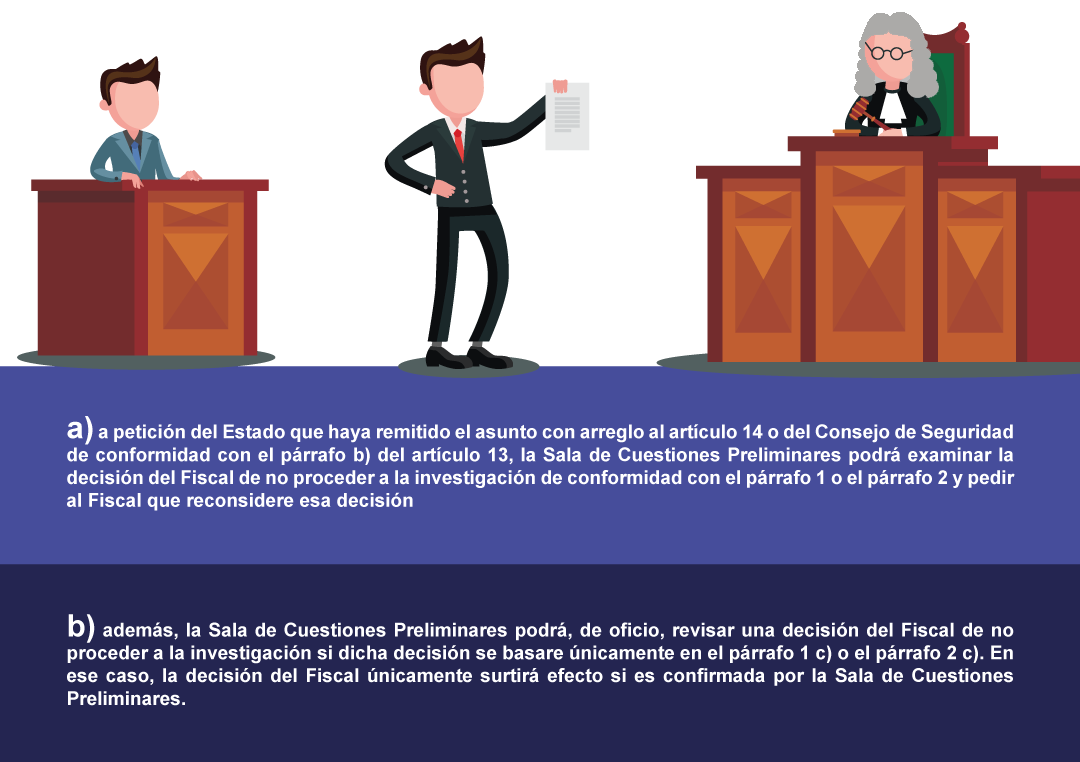 a) a petición del Estado que haya remitido el asunto con arreglo al artículo 14 o del Consejo de Seguridad
de conformidad con el párrafo b) del artículo 13, la Sala de Cuestiones Preliminares podrá examinar la
decisión del Fiscal de no proceder a la investigación de conformidad con el párrafo 1 o el párrafo 2 y pedir
al Fiscal que reconsidere esa decisión
b) además, la Sala de Cuestiones Preliminares podrá, de oficio, revisar una decisión del Fiscal de no
proceder a la investigación si dicha decisión se basare únicamente en el párrafo 1 c) o el párrafo 2 c). En
ese caso, la decisión del Fiscal únicamente surtirá efecto si es confirmada por la Sala de Cuestiones
Preliminares.